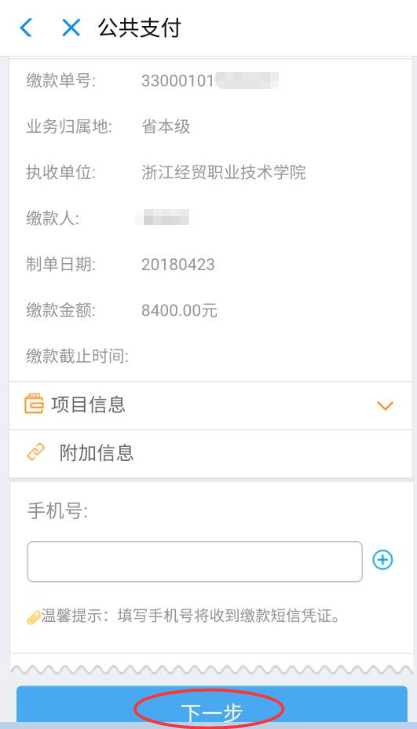 公共支付
缴款单号: 33000101
业务归属地: 省本级
执收单位: 浙江经贸职业技术学院
缴款人:
制单日期: 20180423
缴款金额: 8400.00元
缴款截止时间:
项目信息
附加信息
手机号:
温馨提示：填写手机号将收到缴款短信凭证。
下一步